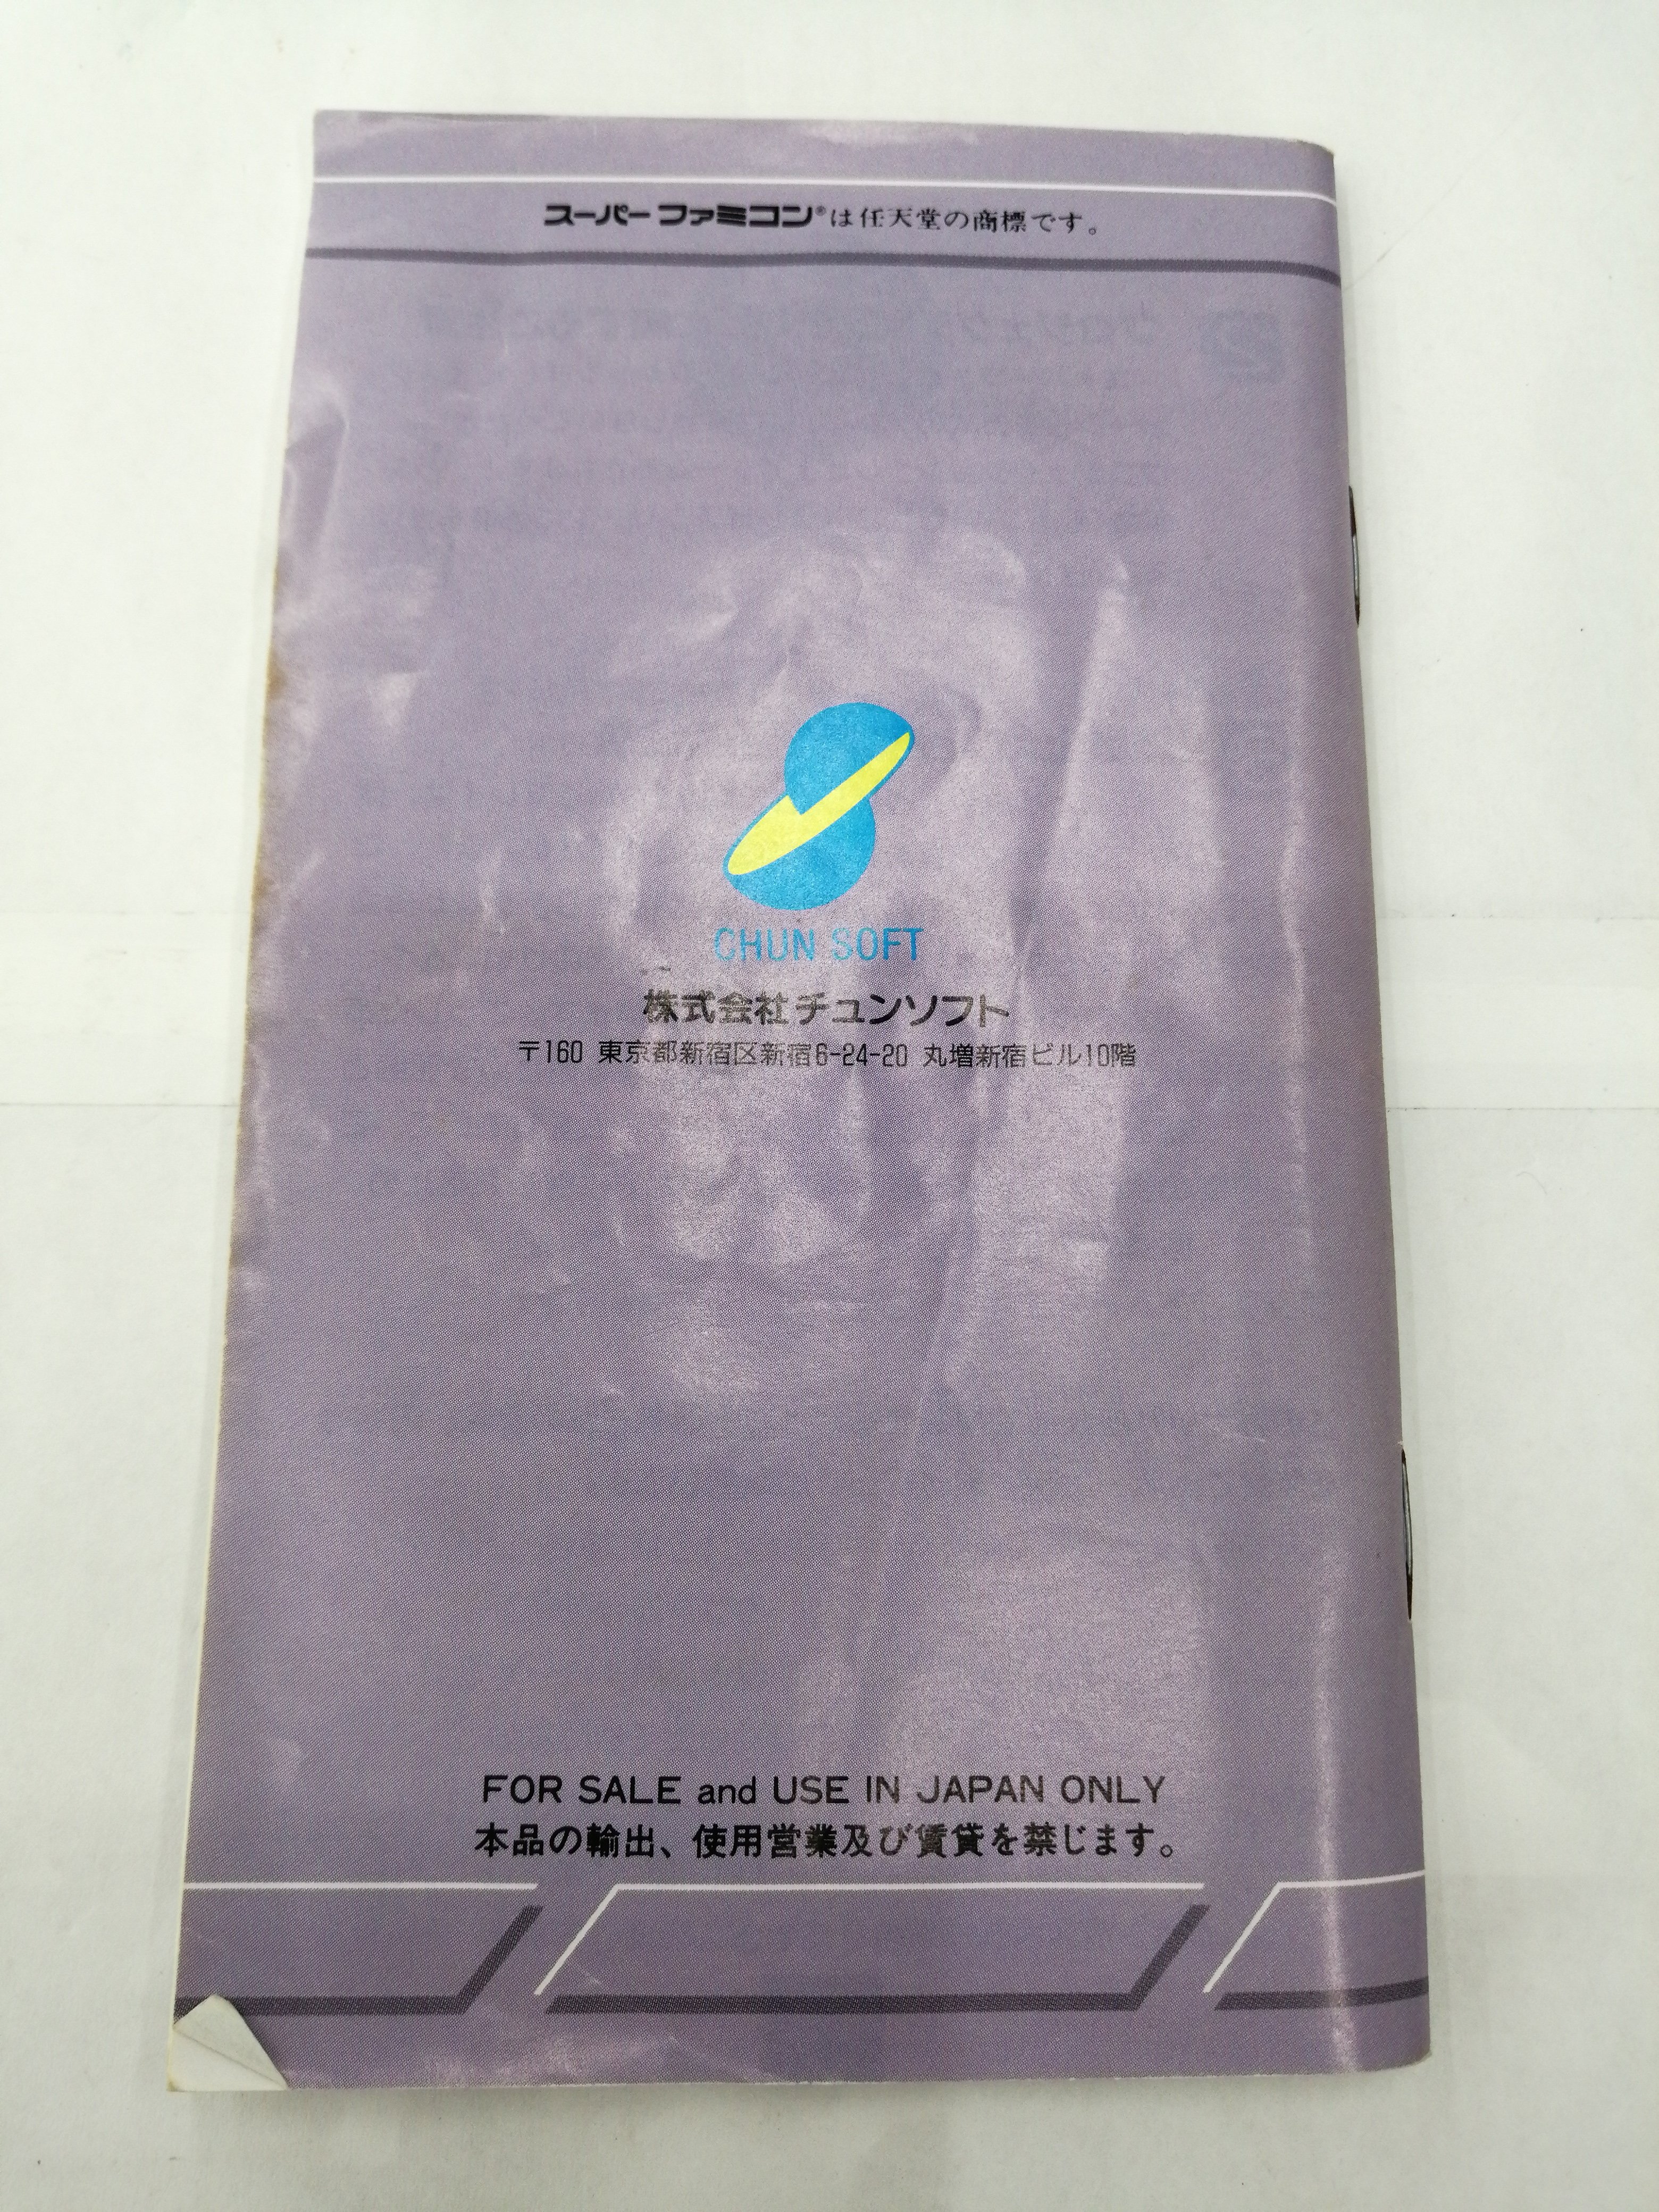 スーパーファミコン®は任天堂の商標です。
CHUN SOFT
株式会社チュンソフト
〒160 東京都新宿区新宿6-24-20 丸増新宿ビル10階
FOR SALE and USE IN JAPAN ONLY
本品の輸出、使用営業及び賃貸を禁じます。